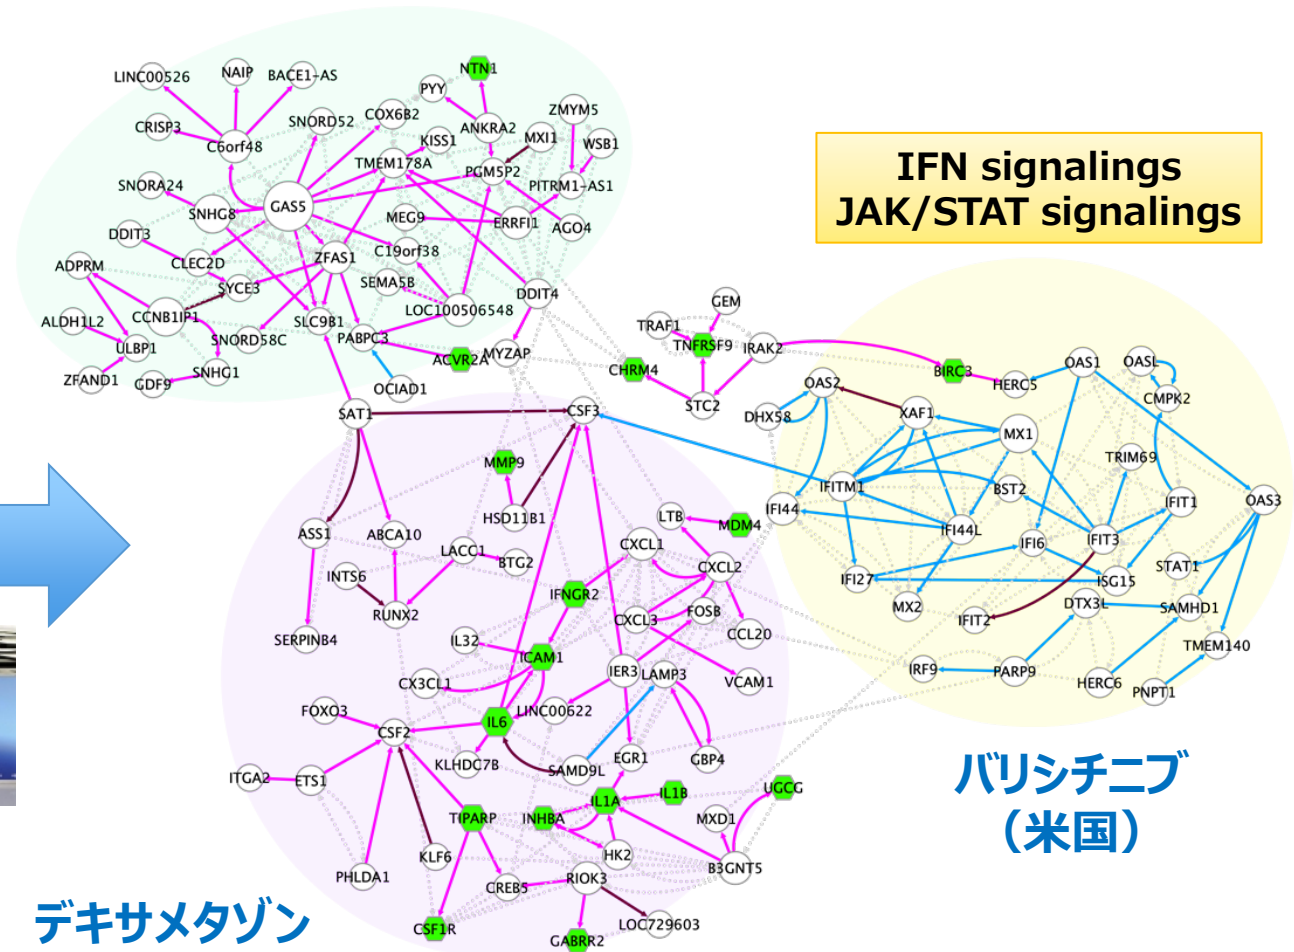 NTN1
LINC00526
NAIP
BACE1-AS
PYY
ZMYM5
CRISP3
C6orf48
SNORD52
COX6B2
KISS1
ANKRA2
MXI1
WSB1
TMEM178A
PGM5P2
PITRM1-AS1
SNORA24
SNHG8
GAS5
MEG9
ERRFI1
AGO4
DDIT3
ADPRM
CLEC2D
ZFAS1
C19orf38
SYCE3
SEMA5B
LOC100506548
DDIT4
ALDH1L2
CCNB1IP1
SNORD58C
SLC9B1
PABPC3
ULBP1
ACVR2A
MYZAP
ZFAND1
GDF9
SNHG1
OCIAD1
IFN signalings
JAK/STAT signalings
GEM
TRAF1
TNFRSF9
IRAK2
CHRM4
STC2
BIRC3
HERC5
OAS1
OASL
OAS2
CMPK2
DHX58
XAF1
MX1
TRIM69
IFITM1
BST2
IFIT1
OAS3
IFI44
IFI44L
IFI6
IFIT3
IFI27
ISG15
STAT1
MX2
IFIT2
DTX3L
SAMHD1
TMEM140
IRF9
PARP9
HERC6
PNPT1
SAT1
CSF3
MMP9
HSD11B1
LTB
MDM4
ASS1
ABCA10
LACC1
BTG2
CXCL1
CXCL2
INTS6
RUNX2
IFNGR2
CXCL3
FOSB
CCL20
SERPINB4
IL32
ICAM1
CX3CL1
IER3
LAMP3
VCAM1
FOXO3
CSF2
IL6
LINC00622
KLHDC7B
SAMD9L
EGR1
GBP4
ITGA2
ETS1
IL1A
IL1B
UGCG
TIPARP
INHBA
MXD1
KLF6
HK2
PHLDA1
CREB5
RIOK3
B3GNT5
CSF1R
GABRR2
LOC729603
バリシチニブ
（米国）
デキサメタゾン